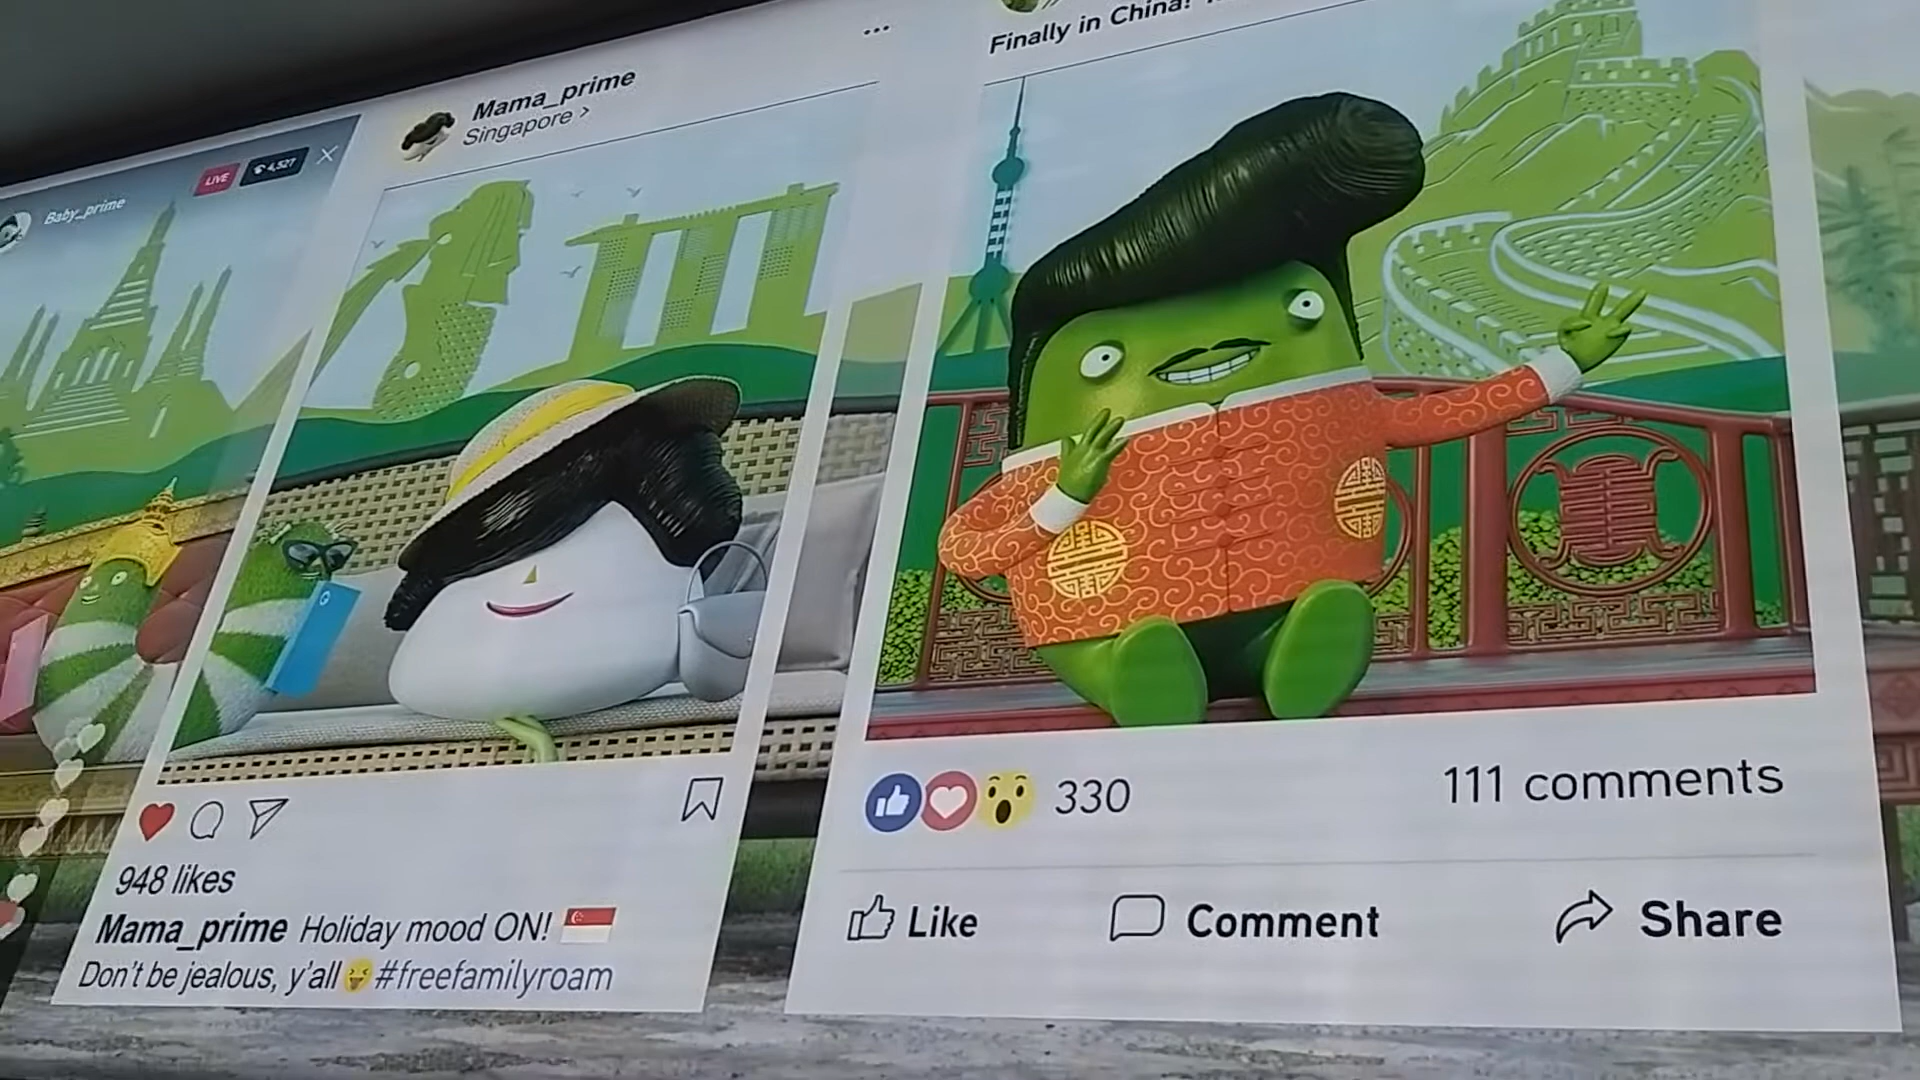 Baby_prime
LIVE
4,527
Mama_prime
Singapore >
948 likes
Mama_prime Holiday mood ON!
Don't be jealous, y'all #freefamilyroam
Finally in China!
330
111 comments
Like
Comment
Share